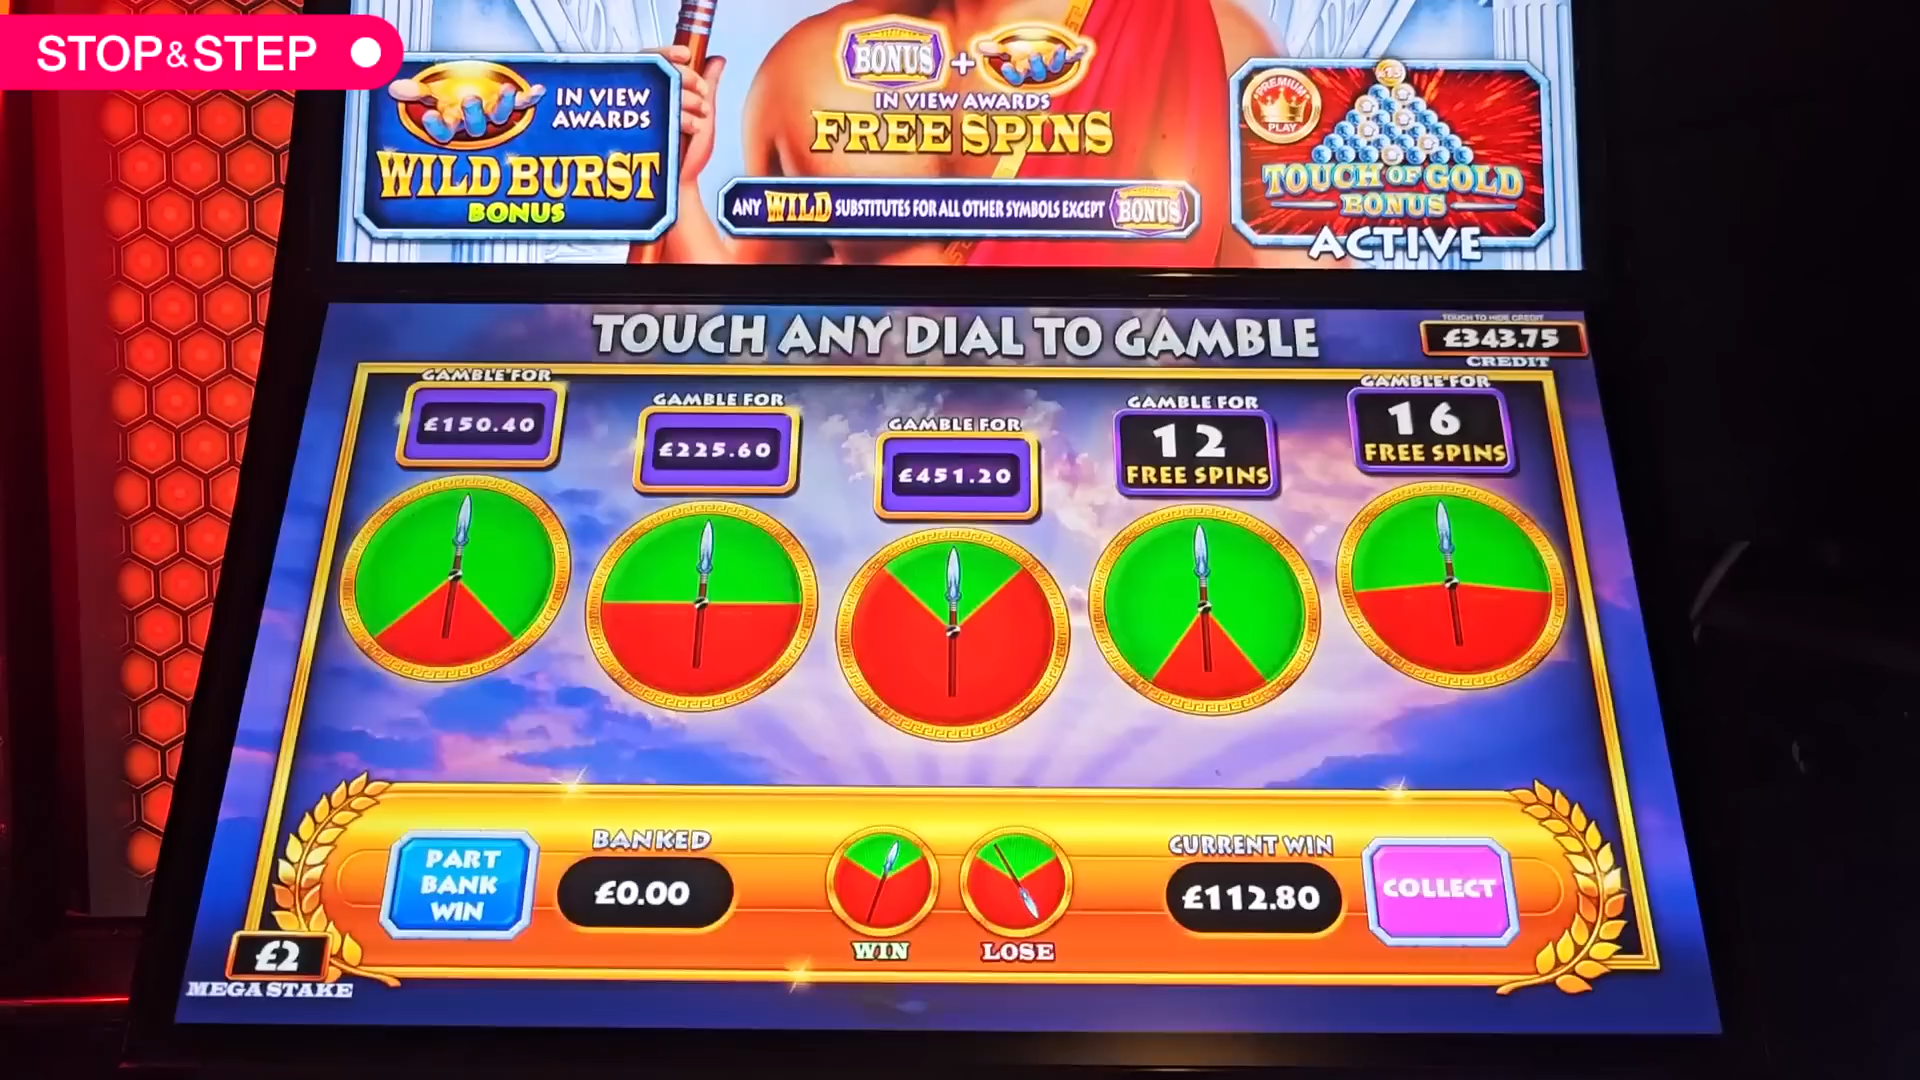 STOP&STEP
IN VIEW
AWARDS
WILD BURST
BONUS
BONUS +
IN VIEW AWARDS
FREE SPINS
ANY WILD SUBSTITUTES FOR ALL OTHER SYMBOLS EXCEPT BONUS
PREMIUM
PLAY
TOUCH OF GOLD
BONUS
ACTIVE
TOUCH ANY DIAL TO GAMBLE
TOUCH TO HIDE CREDIT
£343.75
CREDIT
GAMBLE FOR
£150.40
GAMBLE FOR
£225.60
GAMBLE FOR
£451.20
GAMBLE FOR
12
FREE SPINS
GAMBLE FOR
16
FREE SPINS
PART
BANK
WIN
BANKED
£0.00
WIN
LOSE
CURRENT WIN
£112.80
COLLECT
£2
MEGA STAKE